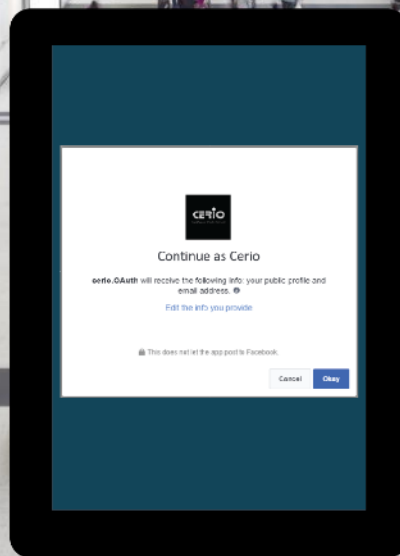 CERIO
Continue as Cerio
cerio.OAuth will receive the following info: your public profile and
email address.
Edit the info you provide
This does not let the app post to Facebook.
Cancel
Okay